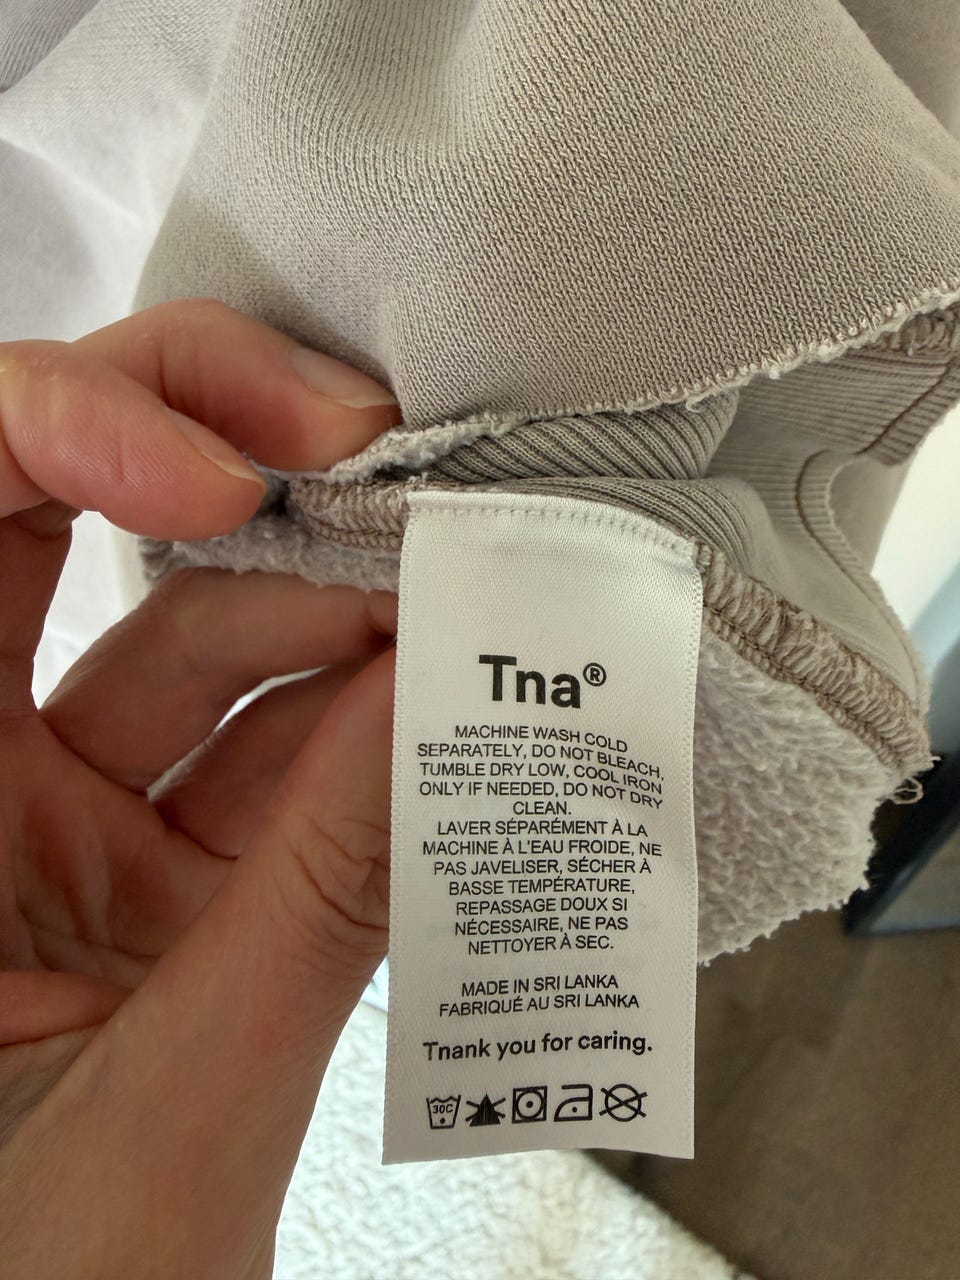 Tna®
MACHINE WASH COLD
SEPARATELY, DO NOT BLEACH,
TUMBLE DRY LOW, COOL IRON
ONLY IF NEEDED, DO NOT DRY
CLEAN.
LAVER SÉPARÉMENT À LA
MACHINE À L'EAU FROIDE, NE
PAS JAVELISER, SÉCHER À
BASSE TEMPÉRATURE,
REPASSAGE DOUX SI
NÉCESSAIRE, NE PAS
NETTOYER À SEC.
MADE IN SRI LANKA
FABRIQUÉ AU SRI LANKA
Tnank you for caring.
30C